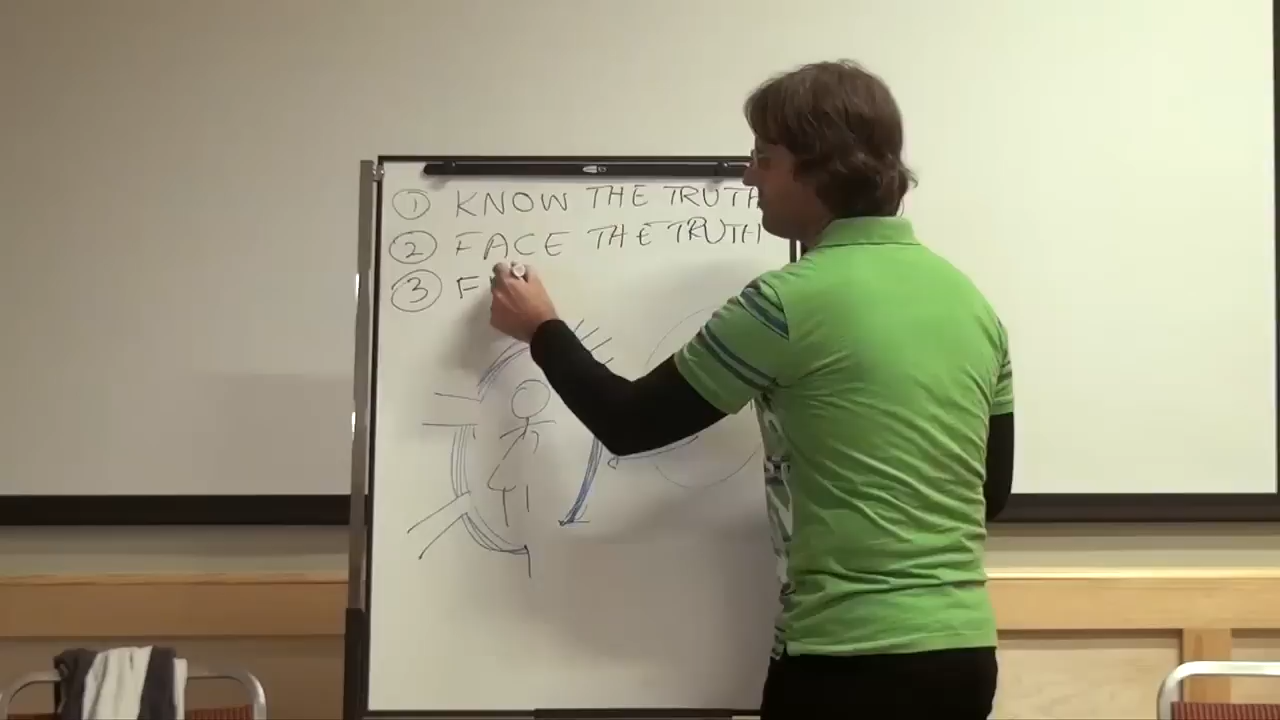 ① KNOW THE TRUTH
② FACE THE TRUTH
③ F